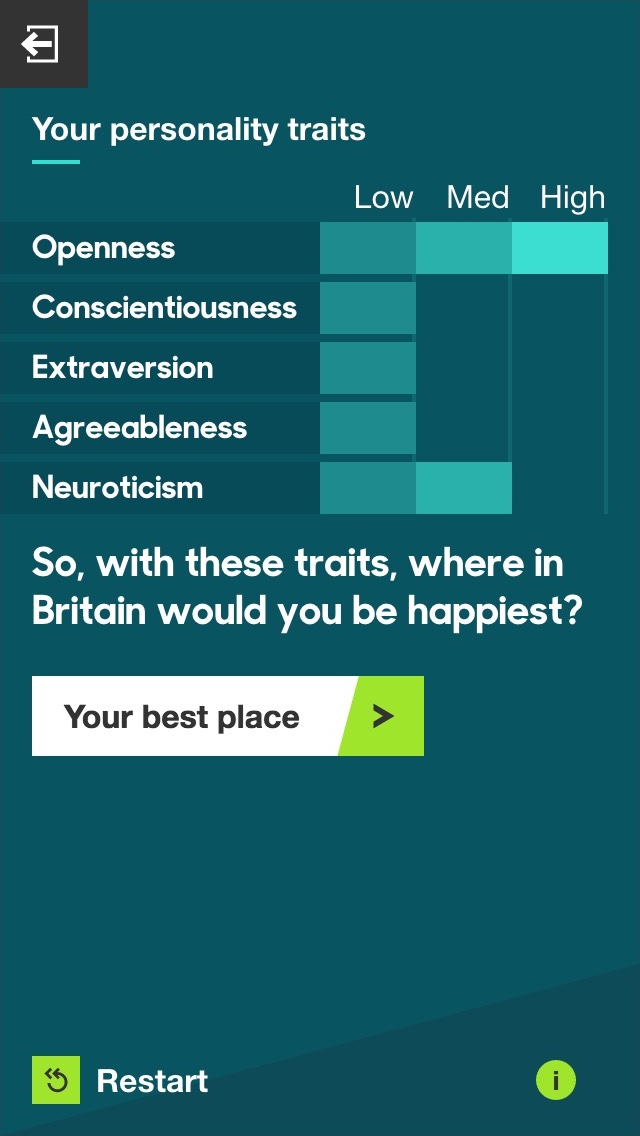 Your personality traits
Low Med High
Openness
Conscientiousness
Extraversion
Agreeableness
Neuroticism
So, with these traits, where in
Britain would you be happiest?
Your best place >
Restart i